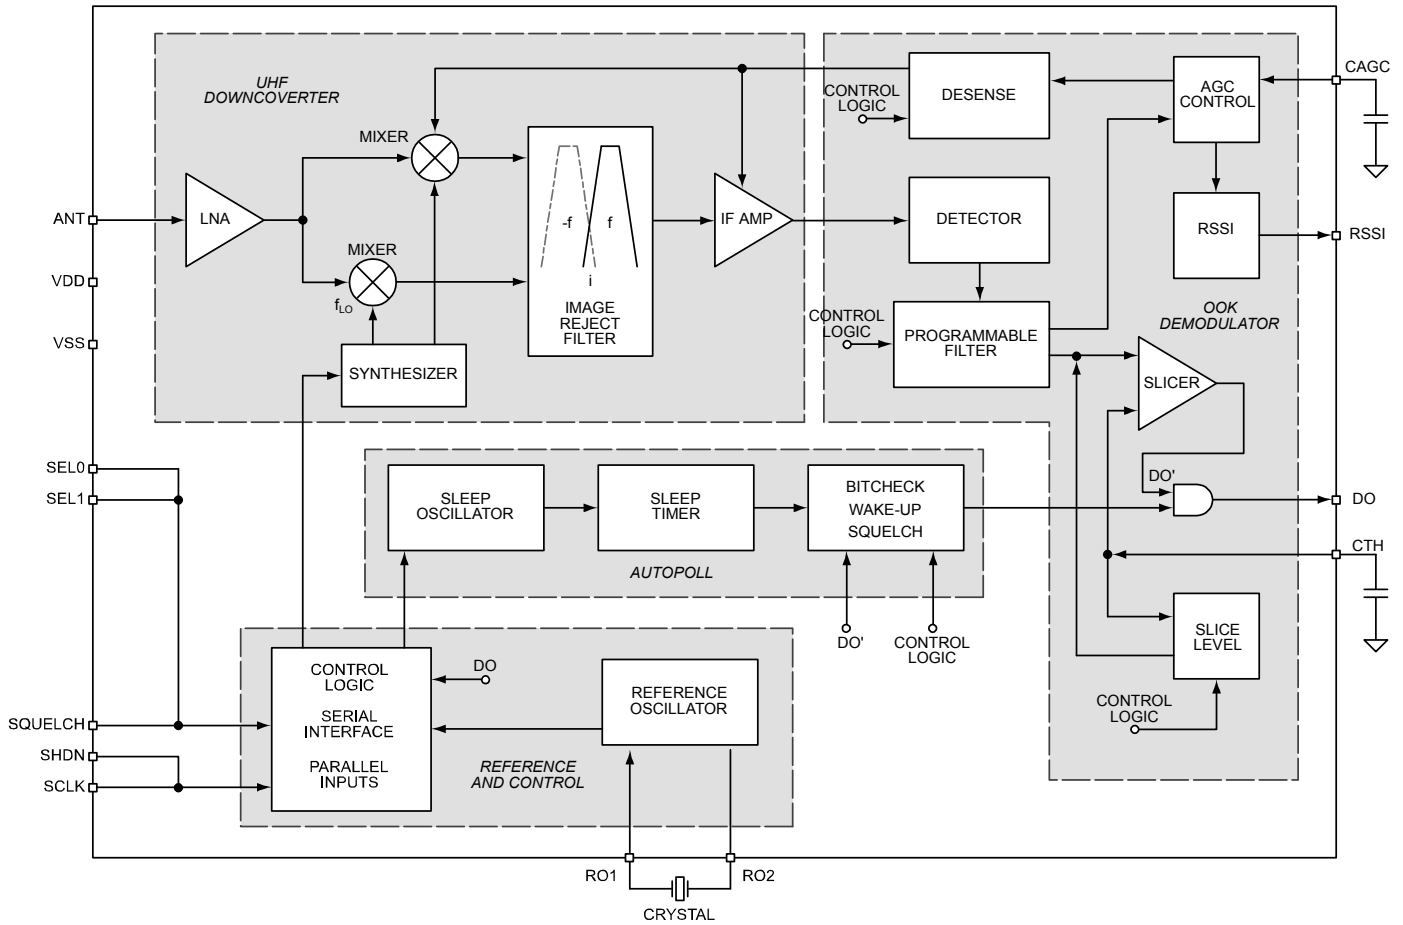 UHF
DOWNCOVERTER
MIXER
LNA
MIXER
fLO
SYNTHESIZER
-f
f
i
IMAGE
REJECT
FILTER
IF AMP
CONTROL
LOGIC
DESENSE
AGC
CONTROL
DETECTOR
RSSI
CONTROL
LOGIC
PROGRAMMABLE
FILTER
OOK
DEMODULATOR
SLICER
DO'
SLICE
LEVEL
CONTROL
LOGIC
SLEEP
OSCILLATOR
SLEEP
TIMER
BITCHECK
WAKE-UP
SQUELCH
AUTOPOLL
DO'
CONTROL
LOGIC
CONTROL
LOGIC
SERIAL
INTERFACE
PARALLEL
INPUTS
DO
REFERENCE
OSCILLATOR
REFERENCE
AND CONTROL
ANT
VDD
VSS
SEL0
SEL1
SQUELCH
SHDN
SCLK
CAGC
RSSI
DO
CTH
RO1
RO2
CRYSTAL